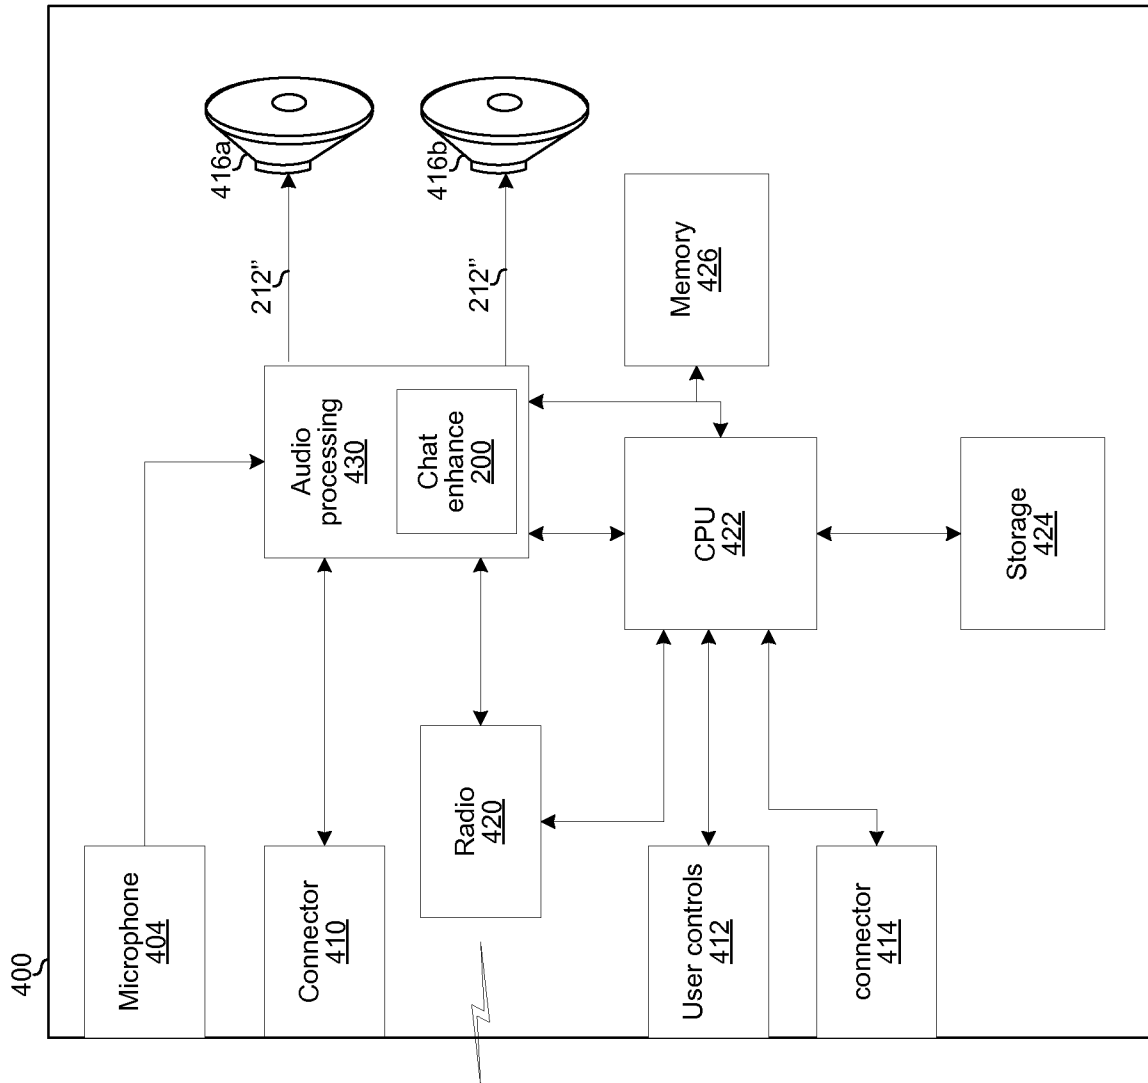 400
Microphone
404
Connector
410
Radio
420
User controls
412
connector
414
Audio
processing
430
Chat
enhance
200
CPU
422
Storage
424
Memory
426
212”
212”
416a
416b